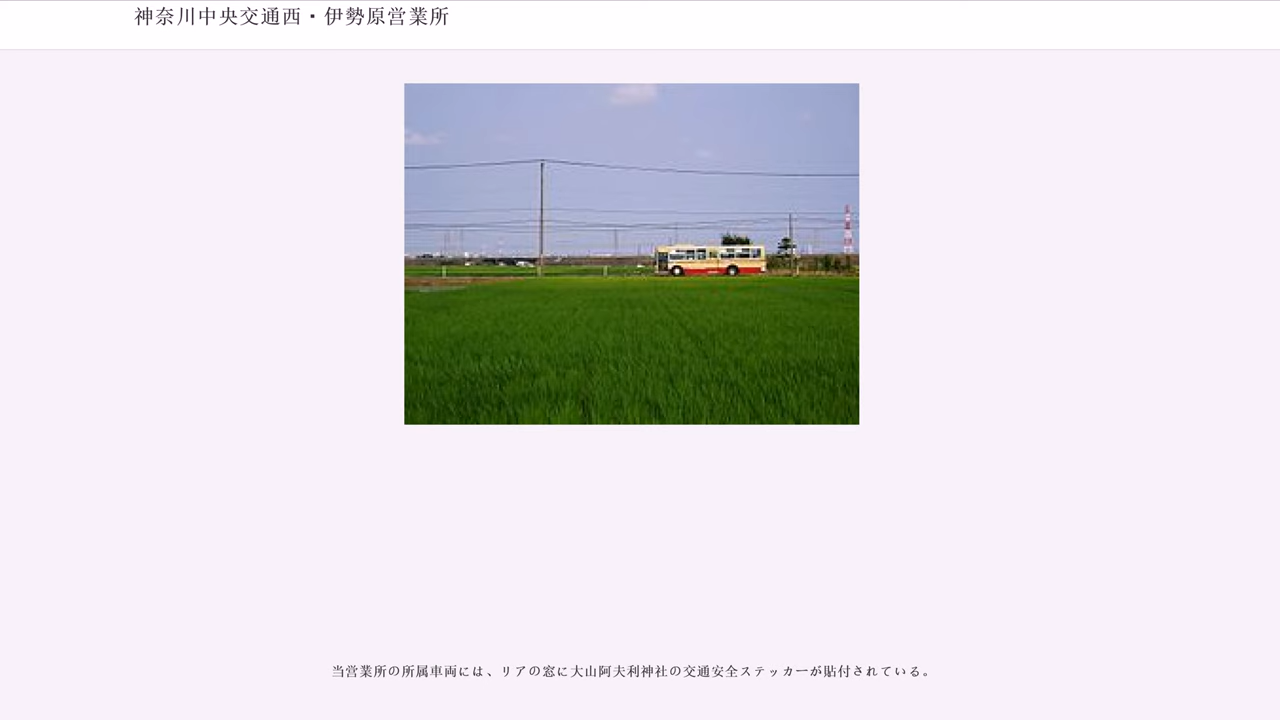 神奈川中央交通西・伊勢原営業所
当営業所の所属車両には、リアの窓に大山阿夫利神社の交通安全ステッカーが貼付されている。